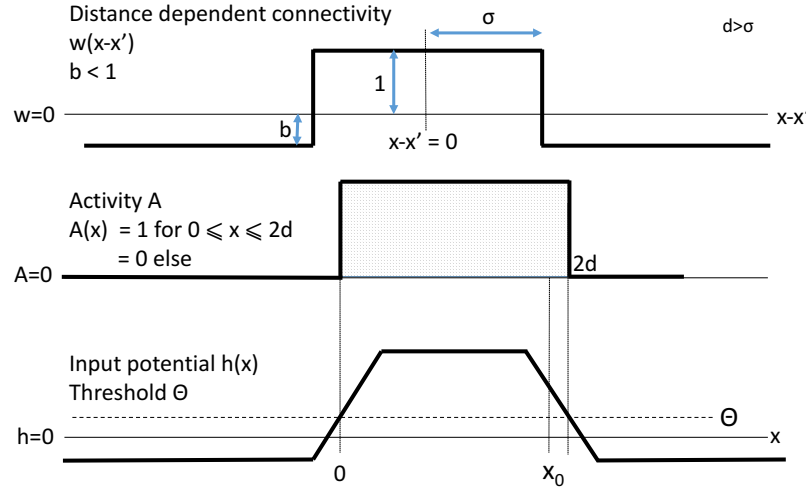 Distance dependent connectivity
w(x-x')
b < 1
σ
d>σ
1
w=0
x-x'
b
x-x' = 0
Activity A
A(x) = 1 for 0 ⩽ x ⩽ 2d
= 0 else
A=0
2d
Input potential h(x)
Threshold Θ
Θ
h=0
x
0
x₀